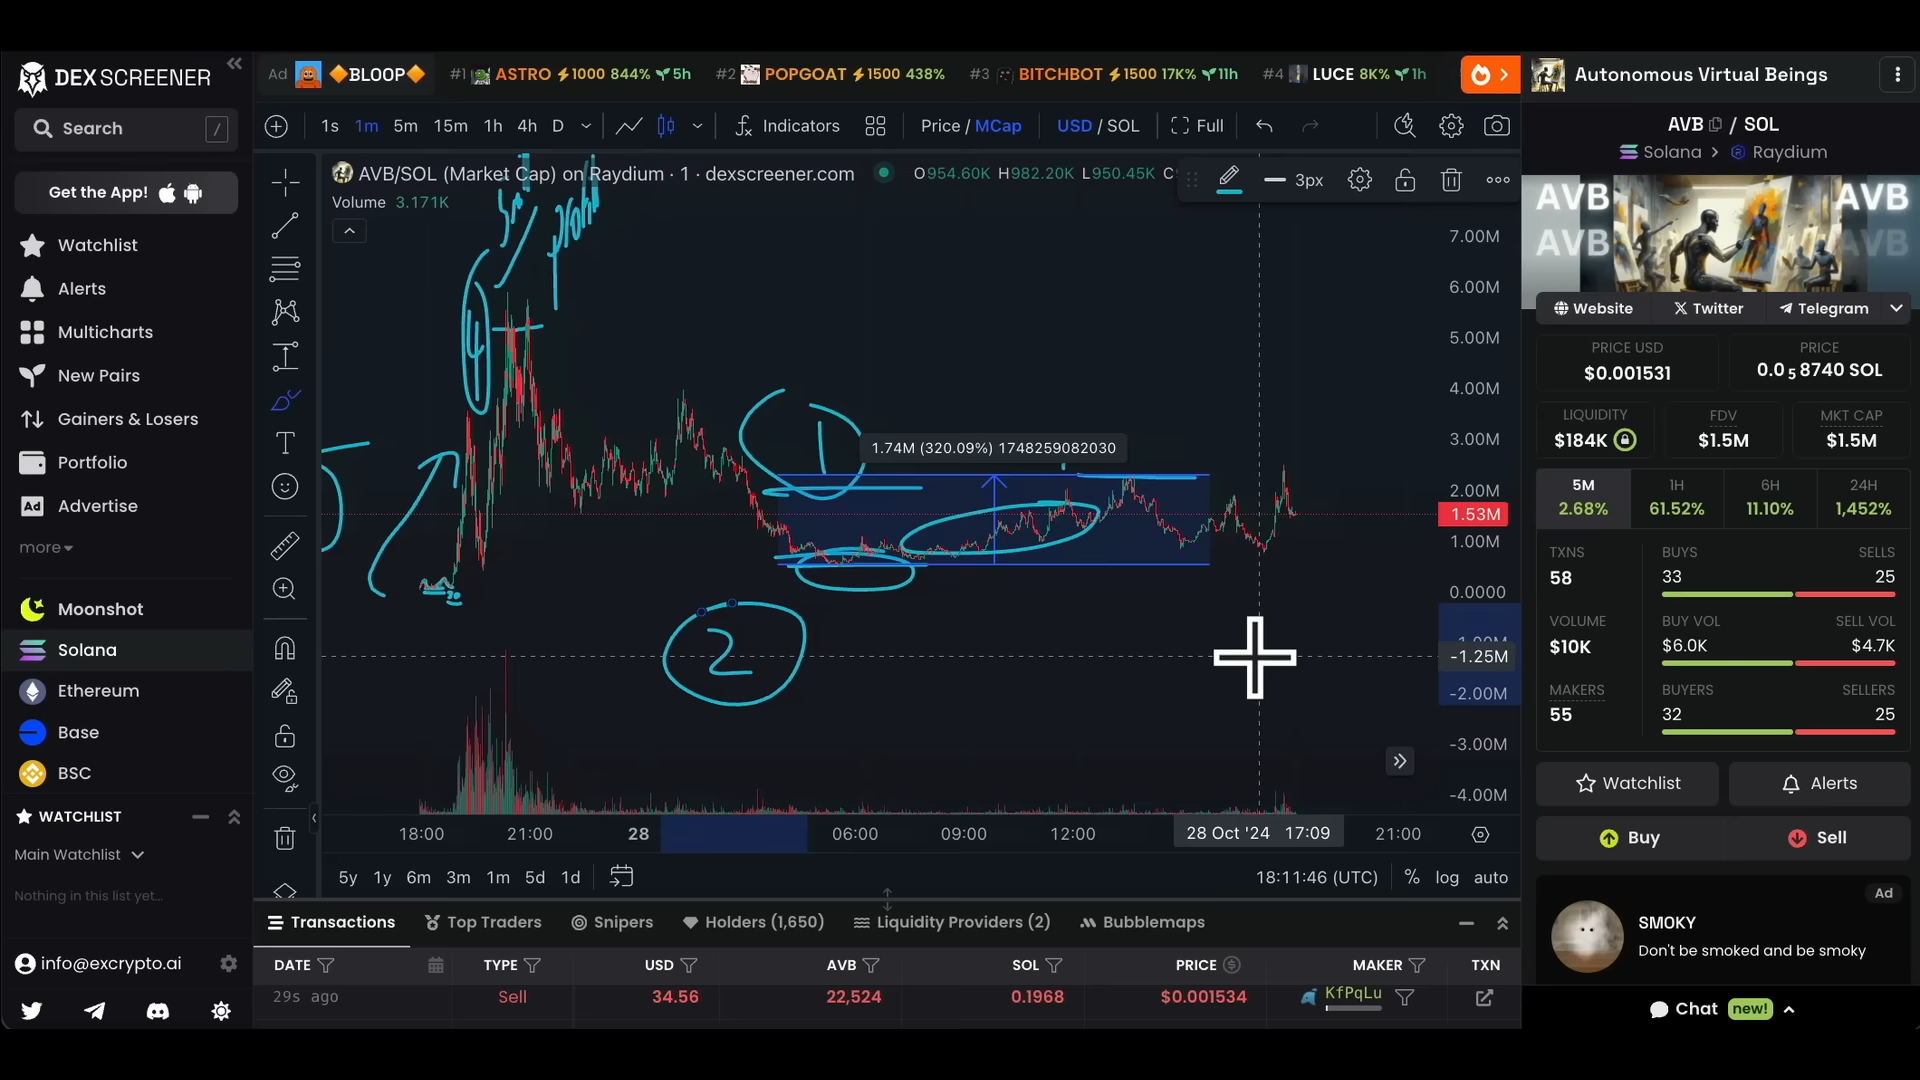 DEX SCREENER
Search /
Get the App!
Watchlist
Alerts
Multicharts
New Pairs
Gainers & Losers
Portfolio
Ad Advertise
more
Moonshot
Solana
Ethereum
Base
BSC
WATCHLIST
Main Watchlist
Nothing in this list yet...
info@excrypto.ai
Ad BLOOP #1 ASTRO 1000 844% 5h #2 POPGOAT 1500 438% #3 BITCHBOT 1500 17K% 11h #4 LUCE 8K% 1h
1s 1m 5m 15m 1h 4h D Indicators Price / MCap USD / SOL Full
AVB/SOL (Market Cap) on Raydium · 1 · dexscreener.com O954.60K H982.20K L950.45K C
3px
Volume 3.171K
7.00M
6.00M
5.00M
4.00M
3.00M
2.00M
1.53M
1.00M
0.0000
-1.00M
-1.25M
-2.00M
-3.00M
-4.00M
4
1
1.74M (320.09%) 1748259082030
2
18:00 21:00 28 06:00 09:00 12:00 28 Oct '24 17:09 21:00
5y 1y 6m 3m 1m 5d 1d 18:11:46 (UTC) % log auto
Transactions Top Traders Snipers Holders (1,650) Liquidity Providers (2) Bubblemaps
DATE TYPE USD AVB SOL PRICE MAKER TXN
29s ago Sell 34.56 22,524 0.1968 $0.001534 KfPqLu
Autonomous Virtual Beings
AVB / SOL
Solana > Raydium
AVB AVB
AVB AVB
Website Twitter Telegram
PRICE USD PRICE
$0.001531 0.0₅8740 SOL
LIQUIDITY FDV MKT CAP
$184K $1.5M $1.5M
5M 1H 6H 24H
2.68% 61.52% 11.10% 1,452%
TXNS BUYS SELLS
58 33 25
VOLUME BUY VOL SELL VOL
$10K $6.0K $4.7K
MAKERS BUYERS SELLERS
55 32 25
Watchlist Alerts
Buy Sell
Ad
SMOKY
Don't be smoked and be smoky
Chat new!